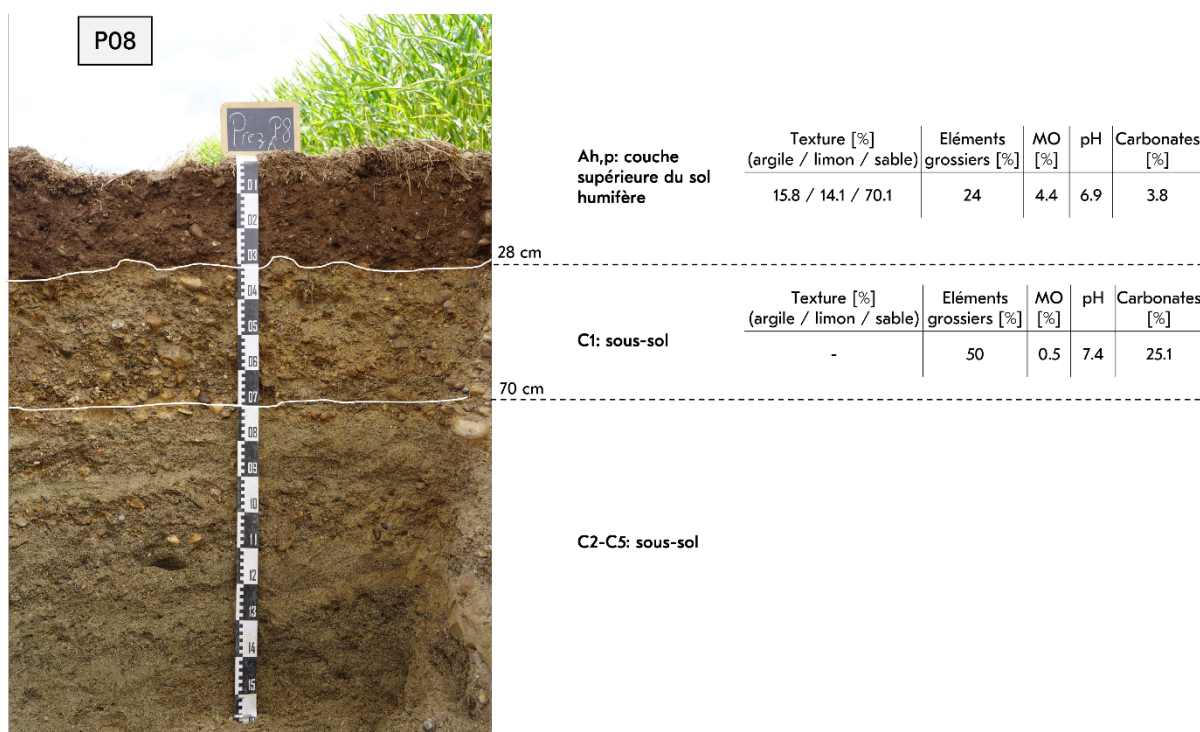 P08
Prez P8
01
02
03
04
05
06
07
08
09
10
11
12
13
14
15
Ah,p: couche
supérieure du sol
humifère
Texture [%]
(argile / limon / sable)
Eléments
grossiers [%]
MO
[%]
pH
Carbonates
[%]
15.8 / 14.1 / 70.1
24
4.4
6.9
3.8
28 cm
C1: sous-sol
Texture [%]
(argile / limon / sable)
Eléments
grossiers [%]
MO
[%]
pH
Carbonates
[%]
-
50
0.5
7.4
25.1
70 cm
C2-C5: sous-sol